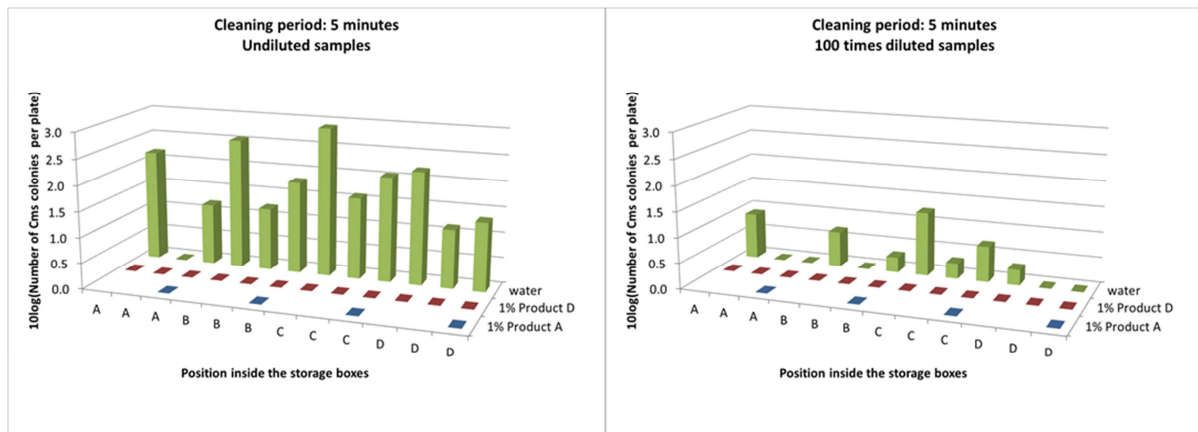 Cleaning period: 5 minutes
Undiluted samples
10log(Number of Cms colonies per plate)
3.0
2.5
2.0
1.5
1.0
0.5
0.0
A
A
A
B
B
B
C
C
C
D
D
D
water
1% Product D
1% Product A
Position inside the storage boxes
Cleaning period: 5 minutes
100 times diluted samples
10log(Number of Cms colonies per plate]
3.0
2.5
2.0
1.5
1.0
0.5
0.0
A
A
A
B
B
B
C
C
C
D
D
D
water
1% Product D
1% Product A
Position inside the storage boxes